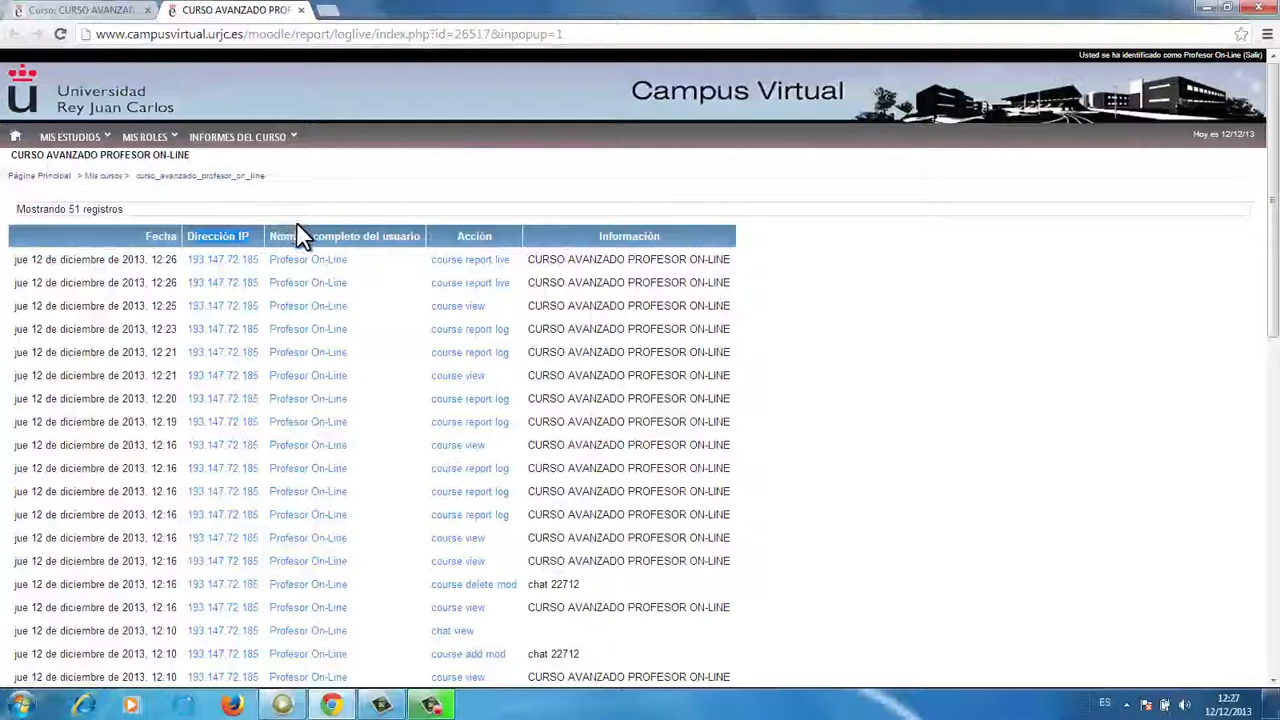 Curso: CURSO AVANZAD
CURSO AVANZADO PROF
www.campusvirtual.urjc.es/moodle/report/loglive/index.php?id=26517&inpopup=1
Usted se ha identificado como Profesor On-Line (Salir)
Universidad
Rey Juan Carlos
Campus Virtual
MIS ESTUDIOS MIS ROLES INFORMES DEL CURSO
Hoy es 12/12/13
CURSO AVANZADO PROFESOR ON-LINE
Página Principal > Mis cursos > curso_avanzado_profesor_on_line
Mostrando 51 registros
Fecha Dirección IP Nombre completo del usuario Acción Información
jue 12 de diciembre de 2013, 12:26 193.147.72.185 Profesor On-Line course report live CURSO AVANZADO PROFESOR ON-LINE
jue 12 de diciembre de 2013, 12:26 193.147.72.185 Profesor On-Line course report live CURSO AVANZADO PROFESOR ON-LINE
jue 12 de diciembre de 2013, 12:25 193.147.72.185 Profesor On-Line course view CURSO AVANZADO PROFESOR ON-LINE
jue 12 de diciembre de 2013, 12:23 193.147.72.185 Profesor On-Line course report log CURSO AVANZADO PROFESOR ON-LINE
jue 12 de diciembre de 2013, 12:21 193.147.72.185 Profesor On-Line course report log CURSO AVANZADO PROFESOR ON-LINE
jue 12 de diciembre de 2013, 12:21 193.147.72.185 Profesor On-Line course view CURSO AVANZADO PROFESOR ON-LINE
jue 12 de diciembre de 2013, 12:20 193.147.72.185 Profesor On-Line course report log CURSO AVANZADO PROFESOR ON-LINE
jue 12 de diciembre de 2013, 12:19 193.147.72.185 Profesor On-Line course report log CURSO AVANZADO PROFESOR ON-LINE
jue 12 de diciembre de 2013, 12:16 193.147.72.185 Profesor On-Line course view CURSO AVANZADO PROFESOR ON-LINE
jue 12 de diciembre de 2013, 12:16 193.147.72.185 Profesor On-Line course report log CURSO AVANZADO PROFESOR ON-LINE
jue 12 de diciembre de 2013, 12:16 193.147.72.185 Profesor On-Line course report log CURSO AVANZADO PROFESOR ON-LINE
jue 12 de diciembre de 2013, 12:16 193.147.72.185 Profesor On-Line course report log CURSO AVANZADO PROFESOR ON-LINE
jue 12 de diciembre de 2013, 12:16 193.147.72.185 Profesor On-Line course view CURSO AVANZADO PROFESOR ON-LINE
jue 12 de diciembre de 2013, 12:16 193.147.72.185 Profesor On-Line course view CURSO AVANZADO PROFESOR ON-LINE
jue 12 de diciembre de 2013, 12:16 193.147.72.185 Profesor On-Line course delete mod chat 22712
jue 12 de diciembre de 2013, 12:16 193.147.72.185 Profesor On-Line course view CURSO AVANZADO PROFESOR ON-LINE
jue 12 de diciembre de 2013, 12:10 193.147.72.185 Profesor On-Line chat view
jue 12 de diciembre de 2013, 12:10 193.147.72.185 Profesor On-Line course add mod chat 22712
jue 12 de diciembre de 2013, 12:10 193.147.72.185 Profesor On-Line course view CURSO AVANZADO PROFESOR ON-LINE
ES
12:27
12/12/2013